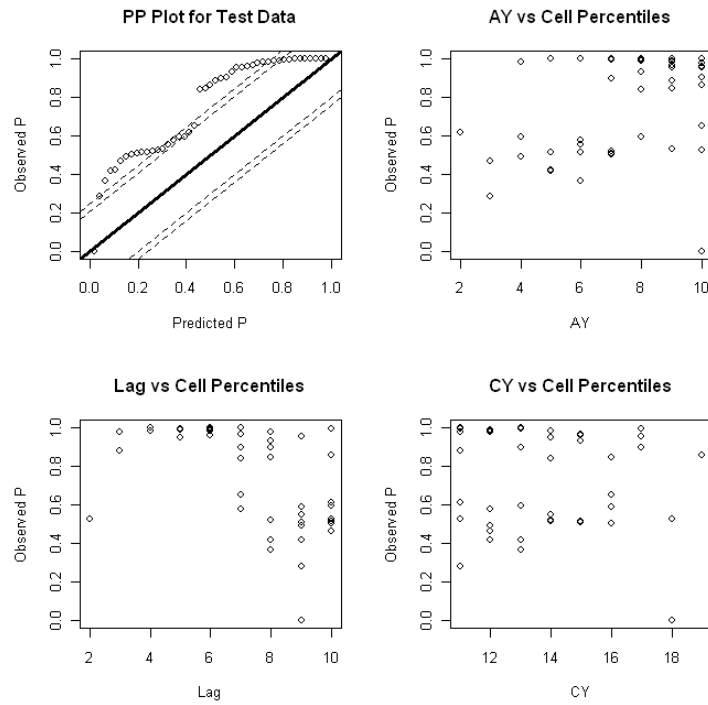 PP Plot for Test Data
Observed P
0.0 0.2 0.4 0.6 0.8 1.0
0.0 0.2 0.4 0.6 0.8 1.0
Predicted P
AY vs Cell Percentiles
Observed P
0.0 0.2 0.4 0.6 0.8 1.0
2 4 6 8 10
AY
Lag vs Cell Percentiles
Observed P
0.0 0.2 0.4 0.6 0.8 1.0
2 4 6 8 10
Lag
CY vs Cell Percentiles
Observed P
0.0 0.2 0.4 0.6 0.8 1.0
12 14 16 18
CY